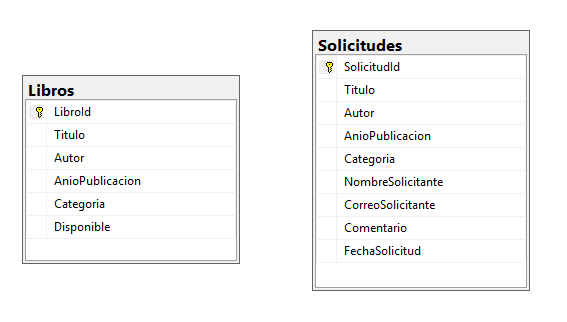 Libros
LibroId
Titulo
Autor
AnioPublicacion
Categoria
Disponible
Solicitudes
SolicitudId
Titulo
Autor
AnioPublicacion
Categoria
NombreSolicitante
CorreoSolicitante
Comentario
FechaSolicitud